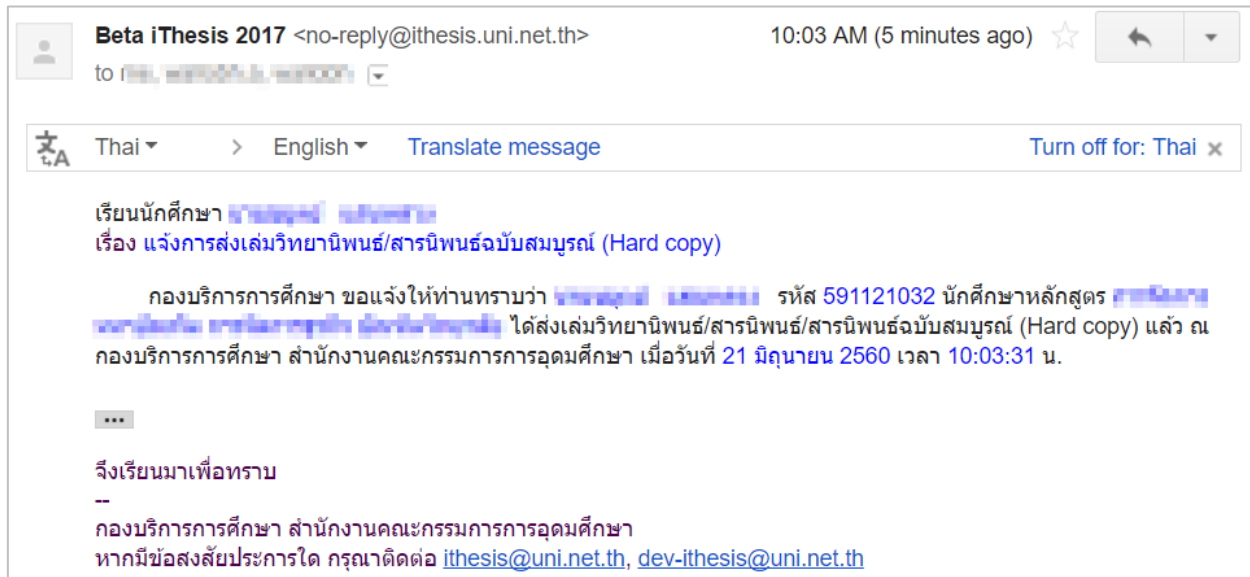 Beta iThesis 2017 <no-reply@ithesis.uni.net.th> 10:03 AM (5 minutes ago)
to
Thai > English Translate message Turn off for: Thai x
เรียนนักศึกษา
เรื่อง แจ้งการส่งเล่มวิทยานิพนธ์/สารนิพนธ์ฉบับสมบูรณ์ (Hard copy)
กองบริการการศึกษา ขอแจ้งให้ท่านทราบว่า รหัส 591121032 นักศึกษาหลักสูตร
ได้ส่งเล่มวิทยานิพนธ์/สารนิพนธ์/สารนิพนธ์ฉบับสมบูรณ์ (Hard copy) แล้ว ณ
กองบริการการศึกษา สำนักงานคณะกรรมการการอุดมศึกษา เมื่อวันที่ 21 มิถุนายน 2560 เวลา 10:03:31 น.
...
จึงเรียนมาเพื่อทราบ
--
กองบริการการศึกษา สำนักงานคณะกรรมการการอุดมศึกษา
หากมีข้อสงสัยประการใด กรุณาติดต่อ ithesis@uni.net.th, dev-ithesis@uni.net.th